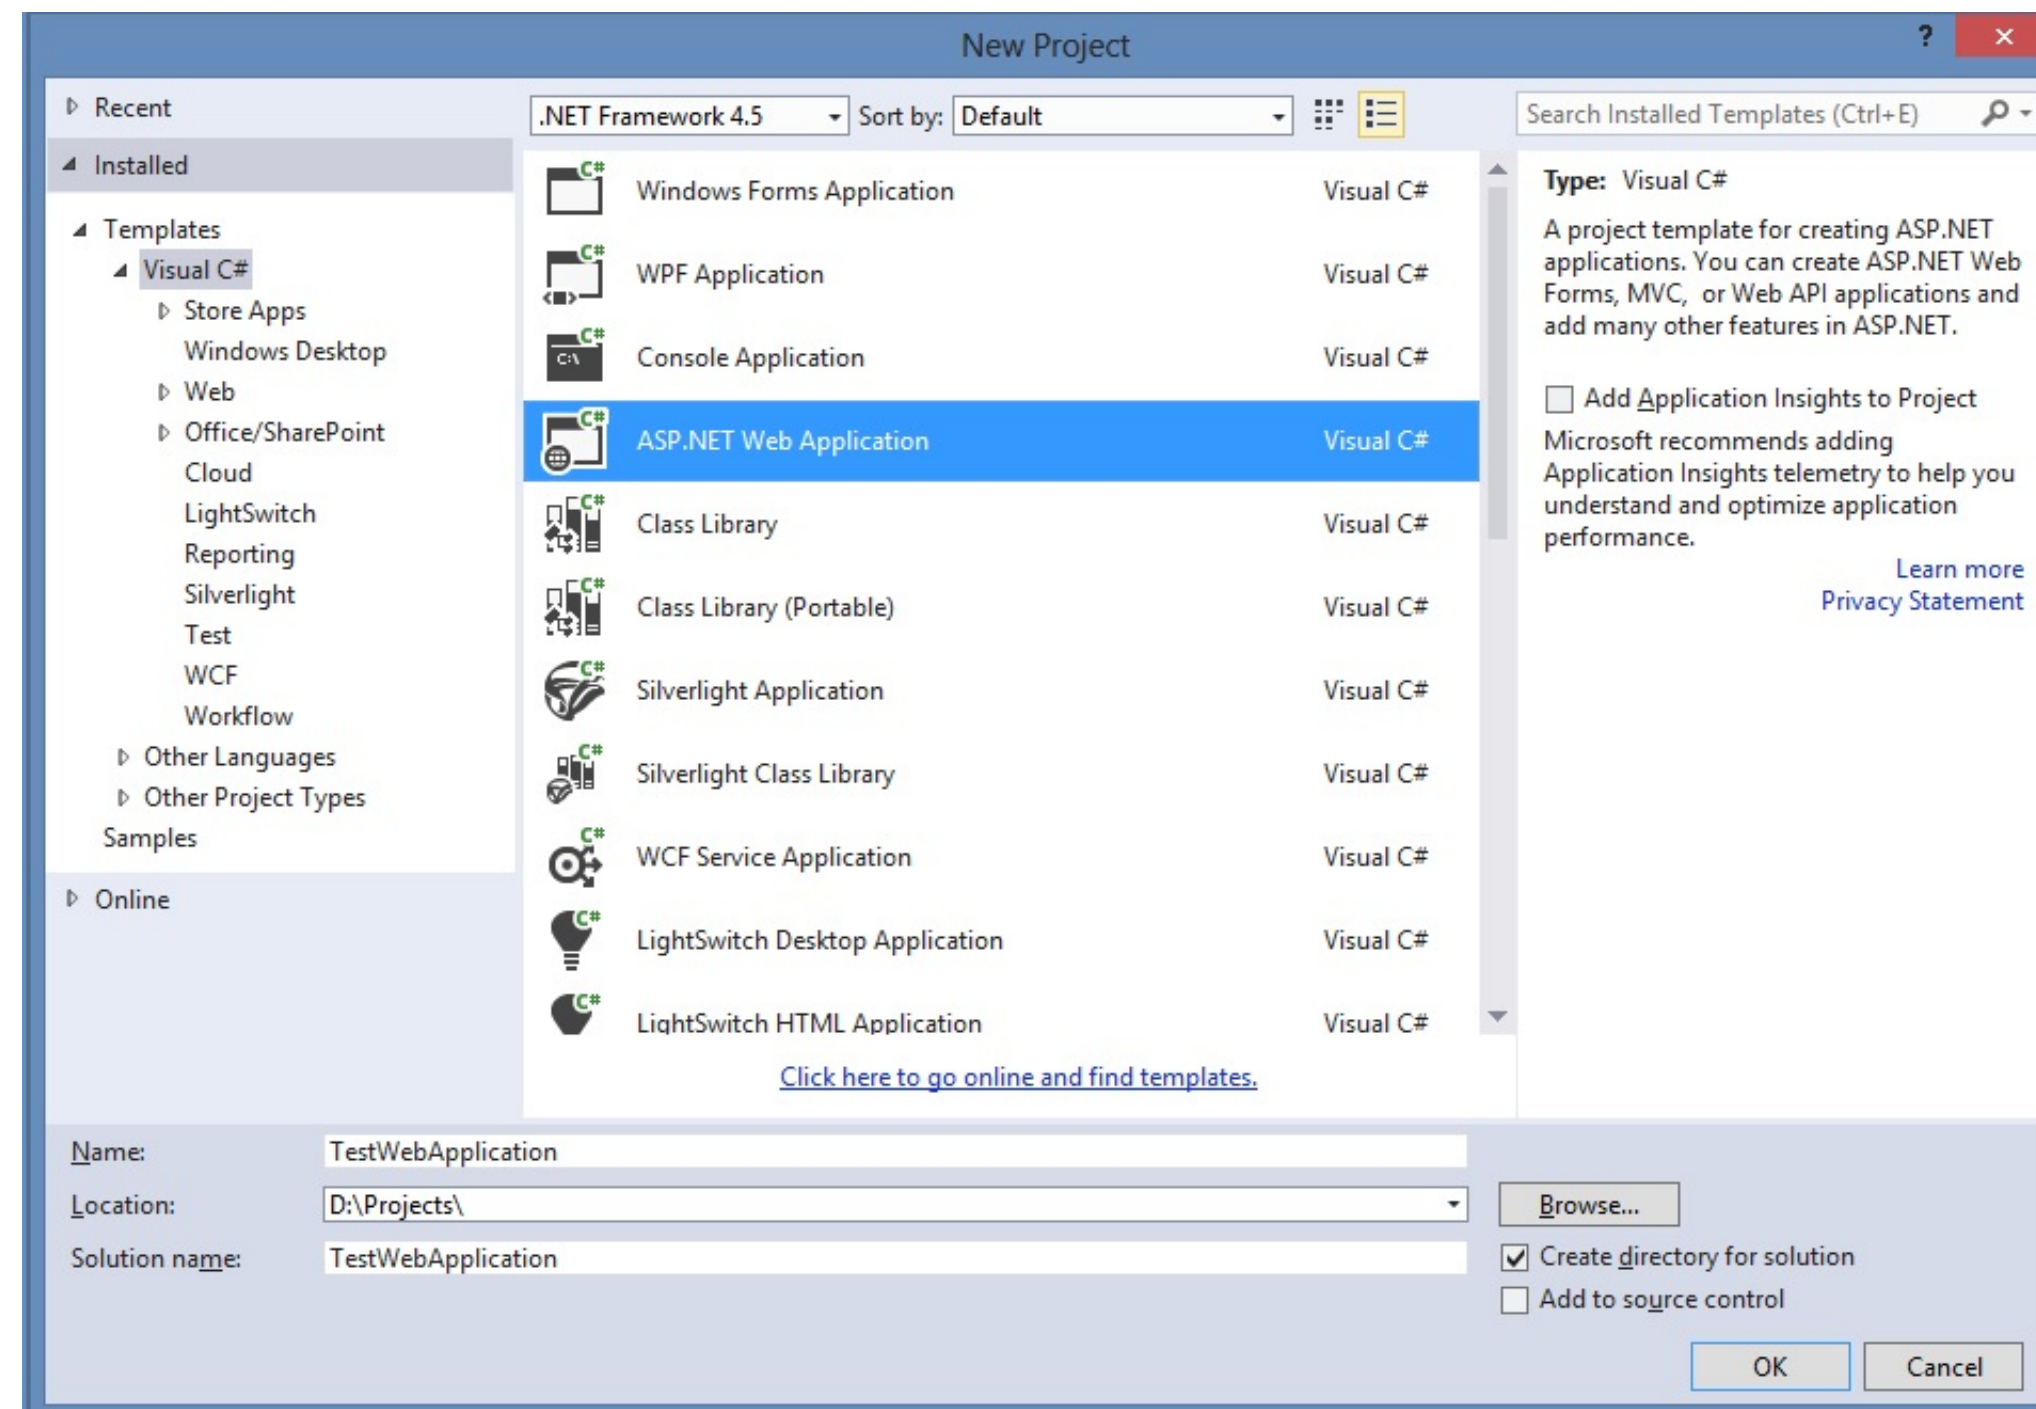 New Project
?
Recent
Installed
Templates
Visual C#
Store Apps
Windows Desktop
Web
Office/SharePoint
Cloud
LightSwitch
Reporting
Silverlight
Test
WCF
Workflow
Other Languages
Other Project Types
Samples
Online
.NET Framework 4.5 Sort by: Default
Windows Forms Application Visual C#
WPF Application Visual C#
Console Application Visual C#
ASP.NET Web Application Visual C#
Class Library Visual C#
Class Library (Portable) Visual C#
Silverlight Application Visual C#
Silverlight Class Library Visual C#
WCF Service Application Visual C#
LightSwitch Desktop Application Visual C#
LightSwitch HTML Application Visual C#
Click here to go online and find templates.
Search Installed Templates (Ctrl+E)
Type: Visual C#
A project template for creating ASP.NET
applications. You can create ASP.NET Web
Forms, MVC, or Web API applications and
add many other features in ASP.NET.
Add Application Insights to Project
Microsoft recommends adding
Application Insights telemetry to help you
understand and optimize application
performance.
Learn more
Privacy Statement
Name: TestWebApplication
Location: D:\Projects\
Browse...
Solution name: TestWebApplication
Create directory for solution
Add to source control
OK Cancel